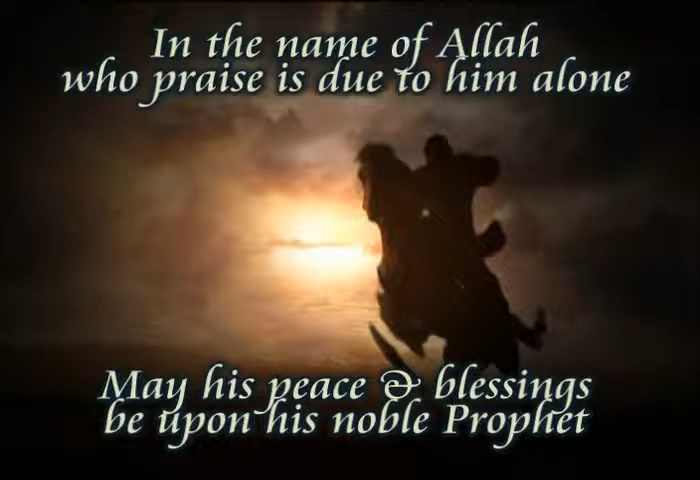 In the name of Allah
who praise is due to him alone
May his peace & blessings
be upon his noble Prophet